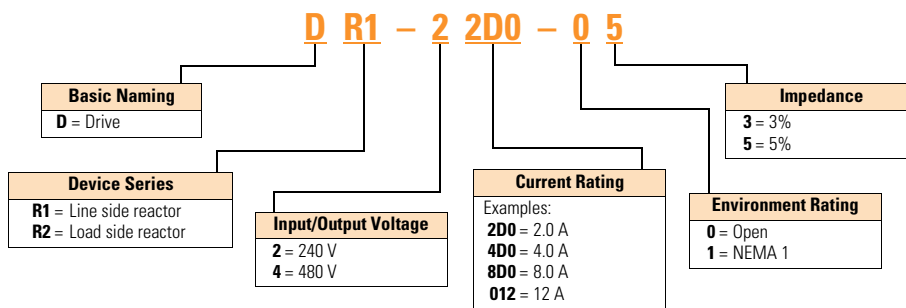 D R1 – 2 2D0 – 0 5
Basic Naming
D = Drive
Device Series
R1 = Line side reactor
R2 = Load side reactor
Input/Output Voltage
2 = 240 V
4 = 480 V
Current Rating
Examples:
2D0 = 2.0 A
4D0 = 4.0 A
8D0 = 8.0 A
012 = 12 A
Environment Rating
0 = Open
1 = NEMA 1
Impedance
3 = 3%
5 = 5%